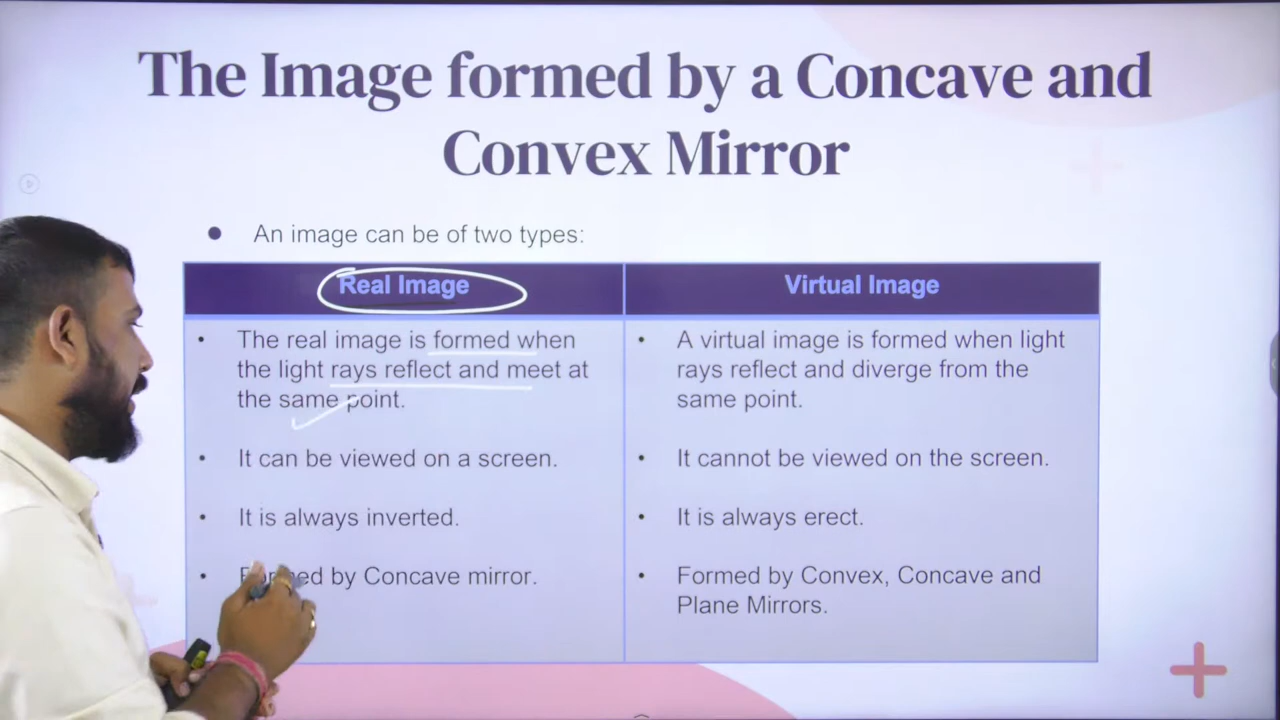 The Image formed by a Concave and
Convex Mirror
● An image can be of two types:
Real Image
• The real image is formed when
the light rays reflect and meet at
the same point.
• It can be viewed on a screen.
• It is always inverted.
• Formed by Concave mirror.
Virtual Image
• A virtual image is formed when light
rays reflect and diverge from the
same point.
• It cannot be viewed on the screen.
• It is always erect.
• Formed by Convex, Concave and
Plane Mirrors.